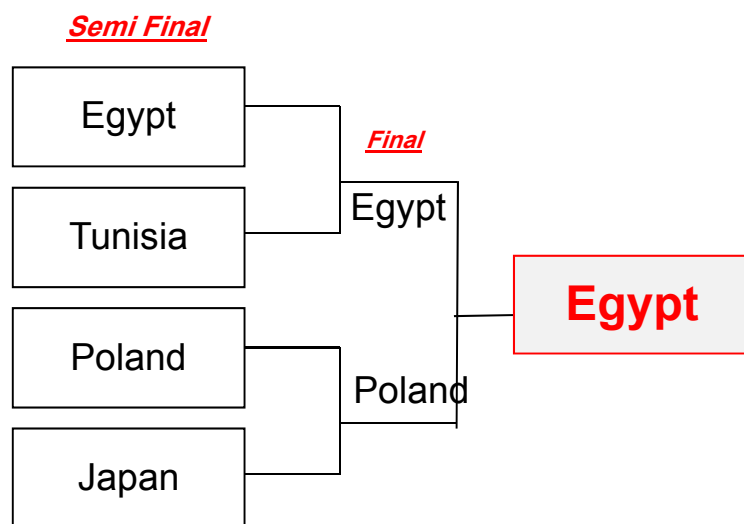 Semi Final
Egypt
Final
Egypt
Tunisia
Egypt
Poland
Poland
Japan